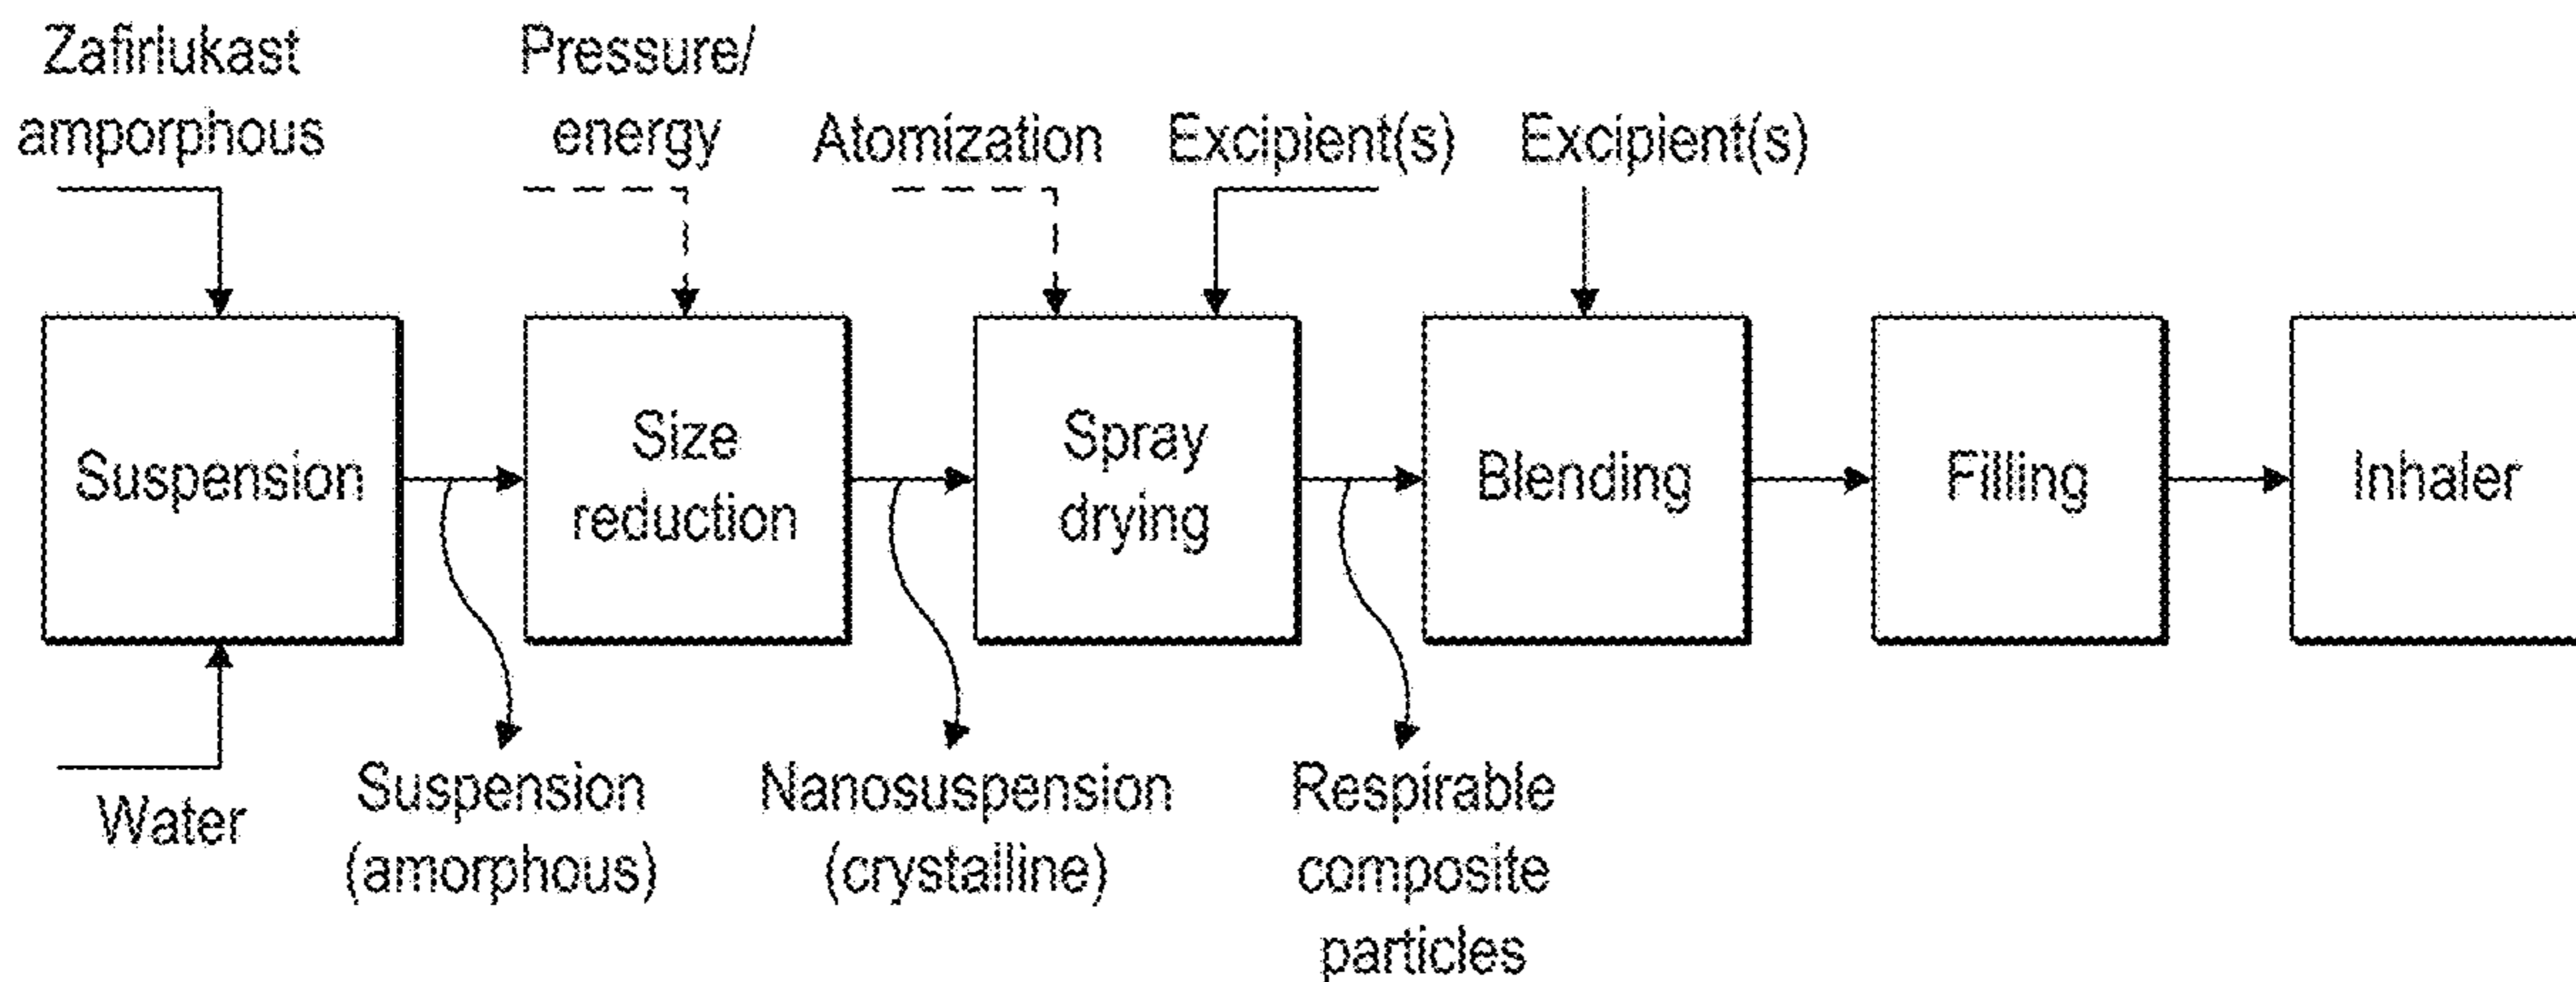 Zafirlukast
amporphous
Pressure/
energy
Atomization
Excipient(s)
Excipient(s)
Suspension
Size
reduction
Spray
drying
Blending
Filling
Inhaler
Water
Suspension
(amorphous)
Nanosuspension
(crystalline)
Respirable
composite
particles